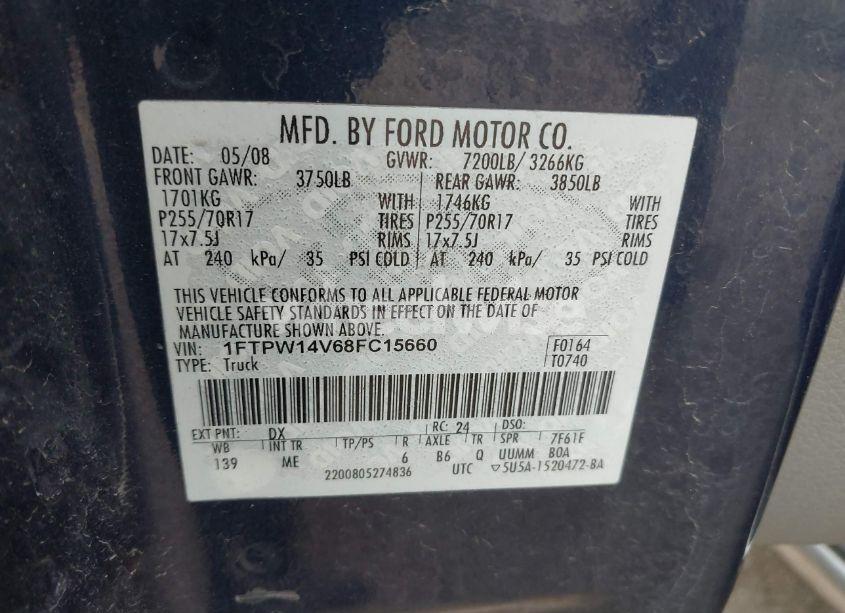 MFD. BY FORD MOTOR CO.
DATE: 05/08 GVWR: 7200LB/ 3266KG
FRONT GAWR: 3750LB REAR GAWR: 3850LB
1701KG WITH 1746KG WITH
P255/70R17 TIRES P255/70R17 TIRES
17x7.5J RIMS 17x7.5J RIMS
AT 240 kPa/ 35 PSI COLD AT 240 kPa/ 35 PSI COLD
THIS VEHICLE CONFORMS TO ALL APPLICABLE FEDERAL MOTOR
VEHICLE SAFETY STANDARDS IN EFFECT ON THE DATE OF
MANUFACTURE SHOWN ABOVE.
VIN: 1FTPW14V68FC15660 F0164
TYPE: Truck T0740
EXT PNT: DX RC: 24 DSO:
WB INT TR TP/PS R AXLE TR SPR 7F61F
139 ME 6 B6 Q UUMM BOA
2200805274836 UTC ▽5U5A-1520472-BA